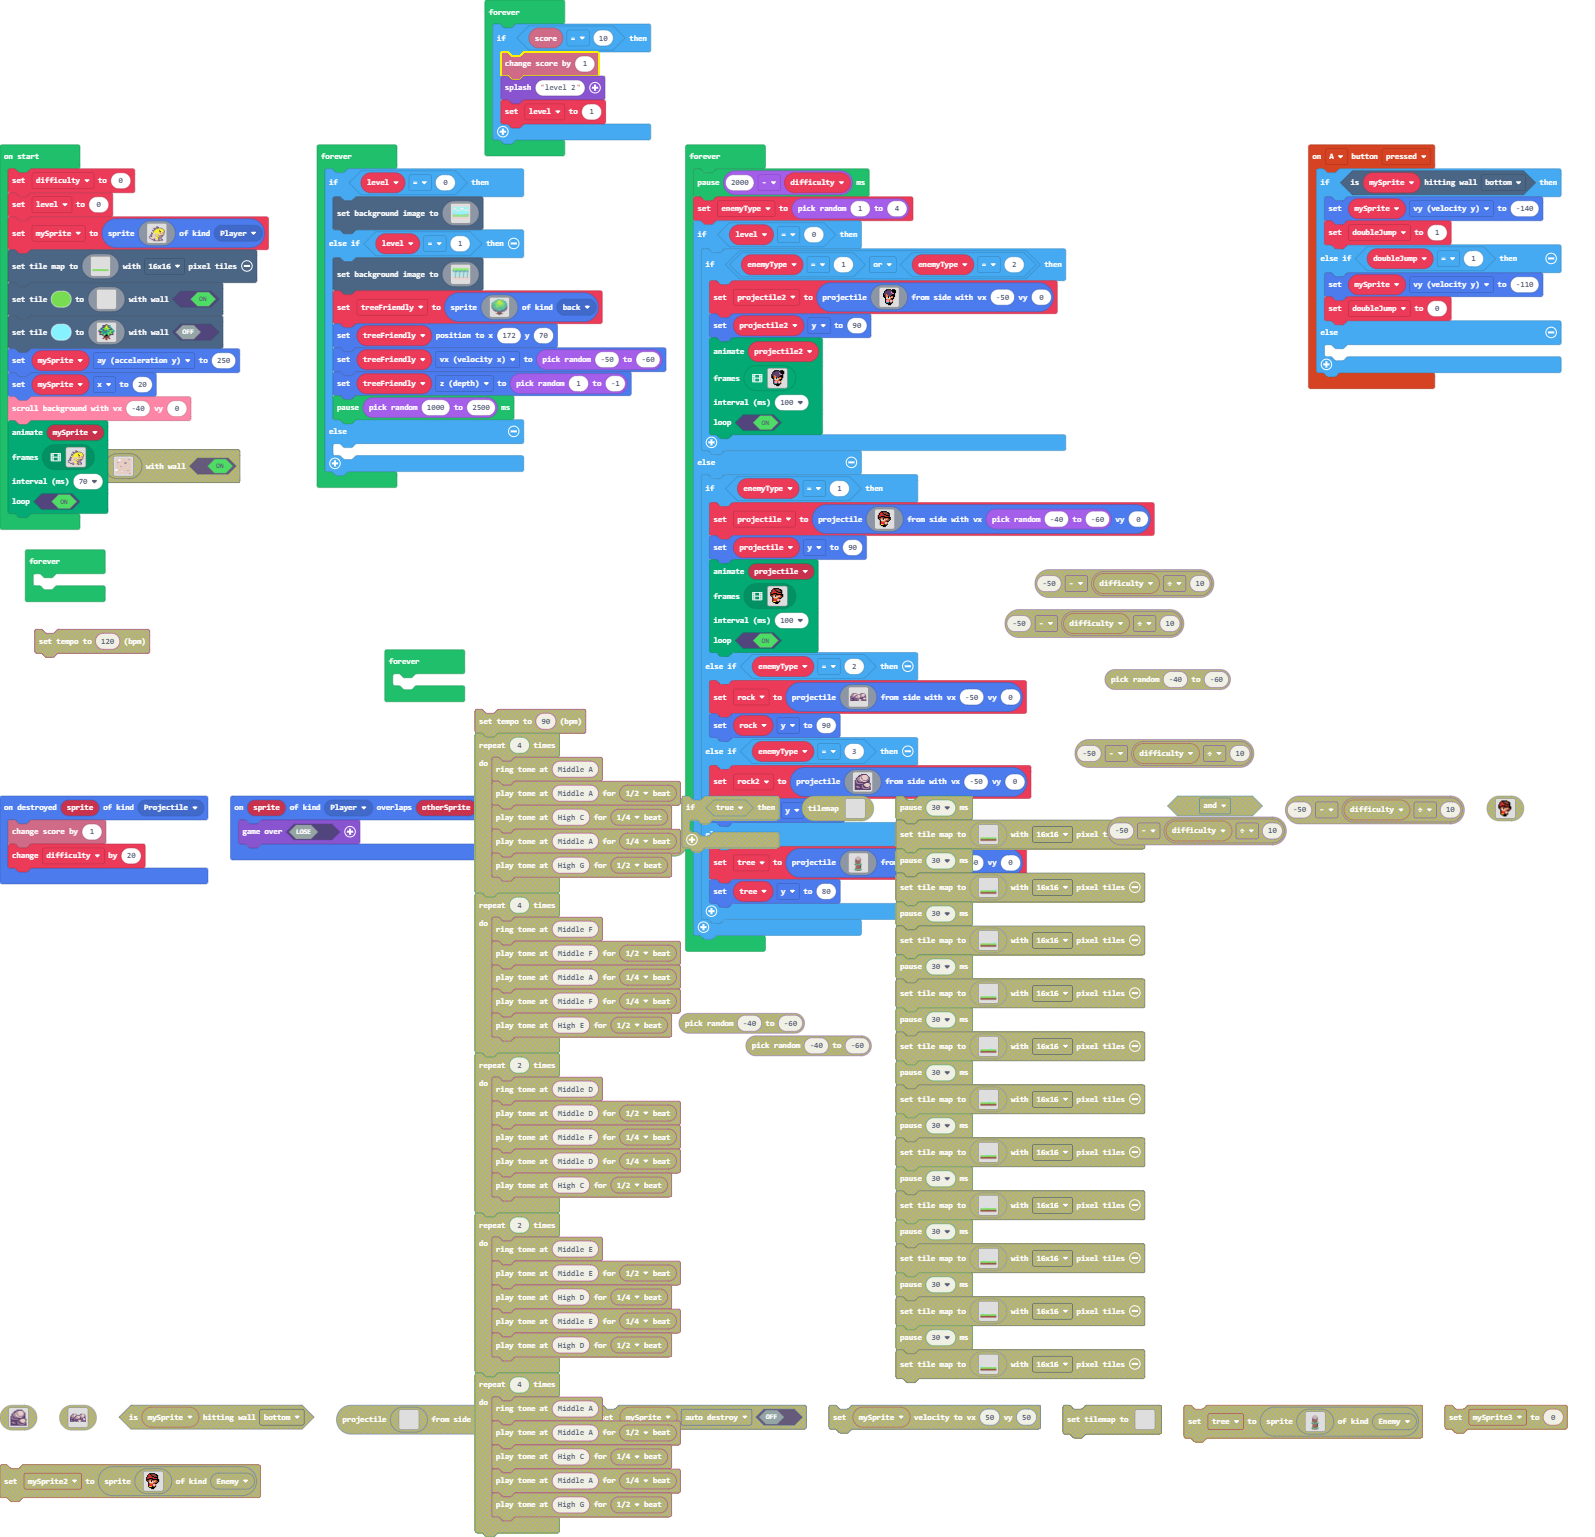 forever
if score = 10 then
change score by 1
splash "level 2"
set level to 1
on start
set difficulty to 0
set level to 0
set mySprite to sprite of kind Player
set tile map to with 16x16 pixel tiles
set tile to with wall ON
set tile to with wall OFF
set mySprite ay (acceleration y) to 250
set mySprite x to 20
scroll background with vx -40 vy 0
animate mySprite
frames
with wall ON
interval (ms) 70
loop ON
forever
set tempo to 120 (bpm)
forever
if level = 0 then
set background image to
else if level = 1 then
set background image to
set treeFriendly to sprite of kind back
set treeFriendly position to x 172 y 70
set treeFriendly vx (velocity x) to pick random -50 to -60
set treeFriendly z (depth) to pick random 1 to -1
pause pick random 1000 to 2500 ms
else
forever
forever
pause 2000 - difficulty ms
set enemyType to pick random 1 to 4
if level = 0 then
if enemyType = 1 or enemyType = 2 then
set projectile2 to projectile from side with vx -50 vy 0
set projectile2 y to 90
animate projectile2
frames
interval (ms) 100
loop ON
else
if enemyType = 1 then
set projectile to projectile from side with vx pick random -40 to -60 vy 0
set projectile y to 90
animate projectile
frames
interval (ms) 100
loop ON
else if enemyType = 2 then
set rock to projectile from side with vx -50 vy 0
set rock y to 90
else if enemyType = 3 then
set rock2 to projectile from side with vx -50 vy 0
if true then y tilemap
set tree to projectile vy 0
set tree y to 80
on A button pressed
if is mySprite hitting wall bottom then
set mySprite vy (velocity y) to -140
set doubleJump to 1
else if doubleJump = 1 then
set mySprite vy (velocity y) to -110
set doubleJump to 0
else
-50 - difficulty ÷ 10
-50 - difficulty ÷ 10
pick random -40 to -60
-50 - difficulty ÷ 10
and
-50 - difficulty ÷ 10
-50 - difficulty ÷ 10
on destroyed sprite of kind Projectile
change score by 1
change difficulty by 20
on sprite of kind Player overlaps otherSprite
game over LOSE
set tempo to 90 (bpm)
repeat 4 times
do
ring tone at Middle A
play tone at Middle A for 1/2 beat
play tone at High C for 1/4 beat
play tone at Middle A for 1/4 beat
play tone at High G for 1/2 beat
repeat 4 times
do
ring tone at Middle F
play tone at Middle F for 1/2 beat
play tone at Middle A for 1/4 beat
play tone at Middle F for 1/4 beat
play tone at High E for 1/2 beat
repeat 2 times
do
ring tone at Middle D
play tone at Middle D for 1/2 beat
play tone at Middle F for 1/4 beat
play tone at Middle D for 1/4 beat
play tone at High C for 1/2 beat
repeat 2 times
do
ring tone at Middle E
play tone at Middle E for 1/2 beat
play tone at High D for 1/4 beat
play tone at Middle E for 1/4 beat
play tone at High D for 1/2 beat
repeat 4 times
do
ring tone at Middle A
play tone at Middle A for 1/2 beat
play tone at High C for 1/4 beat
play tone at Middle A for 1/4 beat
play tone at High G for 1/2 beat
pick random -40 to -60
pick random -40 to -60
pause 30 ms
set tile map to with 16x16 pixel t
pause 30 ms
set tile map to with 16x16 pixel tiles
pause 30 ms
set tile map to with 16x16 pixel tiles
pause 30 ms
set tile map to with 16x16 pixel tiles
pause 30 ms
set tile map to with 16x16 pixel tiles
pause 30 ms
set tile map to with 16x16 pixel tiles
pause 30 ms
set tile map to with 16x16 pixel tiles
pause 30 ms
set tile map to with 16x16 pixel tiles
pause 30 ms
set tile map to with 16x16 pixel tiles
pause 30 ms
set tile map to with 16x16 pixel tiles
pause 30 ms
set tile map to with 16x16 pixel tiles
is mySprite hitting wall bottom
projectile from side
set mySprite auto destroy OFF
set mySprite velocity to vx 50 vy 50
set tilemap to
set tree to sprite of kind Enemy
set mySprite3 to 0
set mySprite2 to sprite of kind Enemy